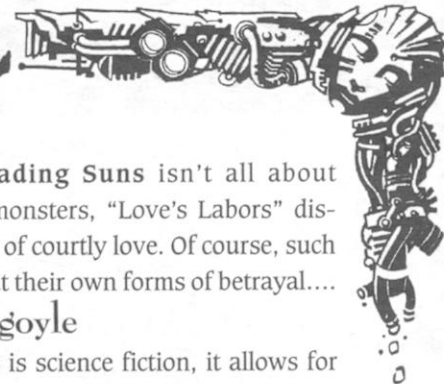 ading Suns isn't all about
monsters, “Love's Labors” dis-
of courtly love. Of course, such
t their own forms of betrayal....
goyle
is science fiction, it allows for